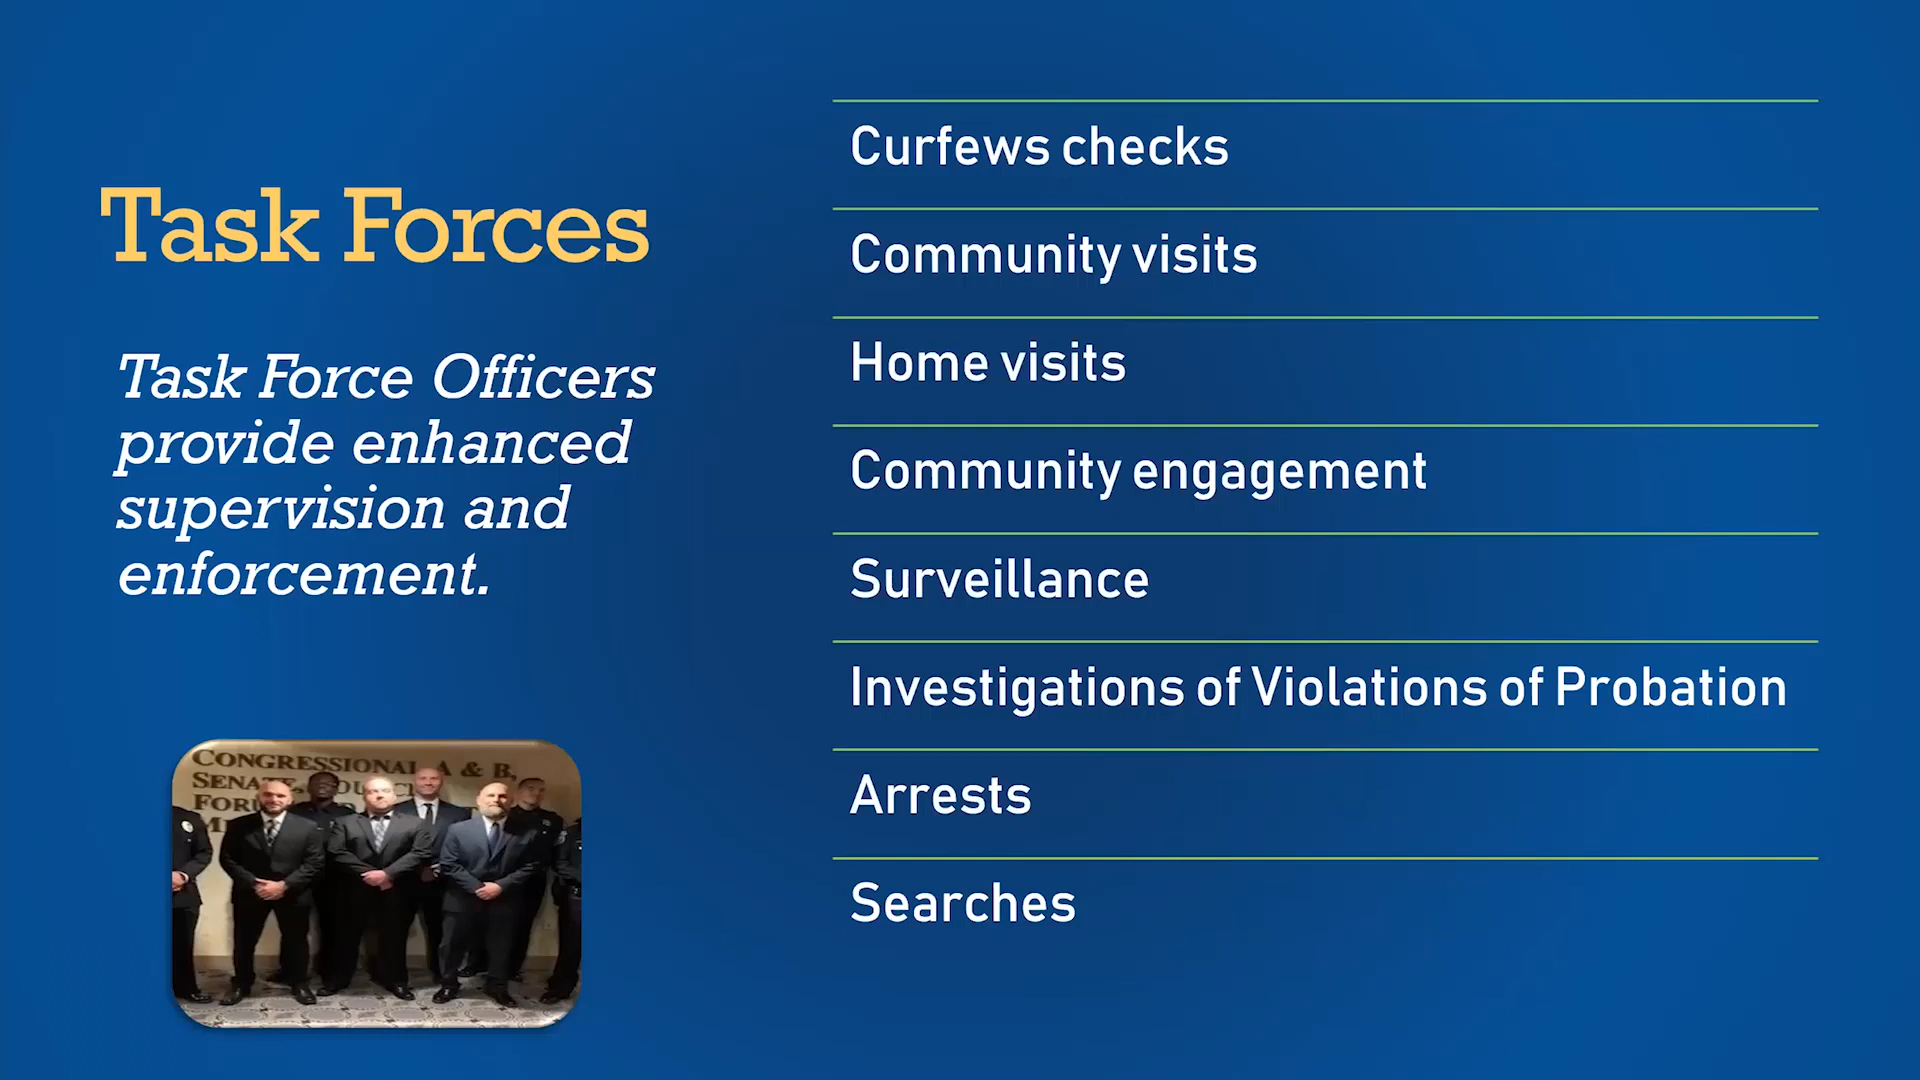 Task Forces
Task Force Officers
provide enhanced
supervision and
enforcement.
Curfews checks
Community visits
Home visits
Community engagement
Surveillance
Investigations of Violations of Probation
Arrests
Searches
CONGRESSIONAL A & B,